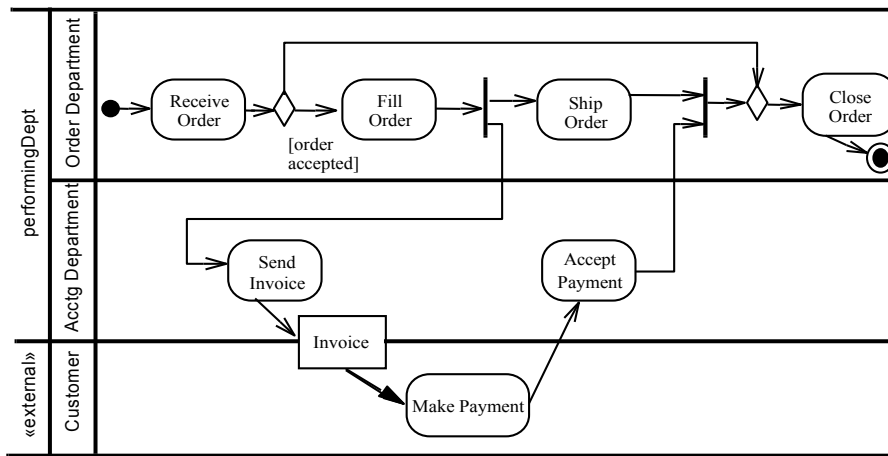 performingDept
Order Department
Receive
Order
Fill
Order
[order
accepted]
Ship
Order
Close
Order
Acctg Department
Send
Invoice
Accept
Payment
Invoice
«external»
Customer
Make Payment